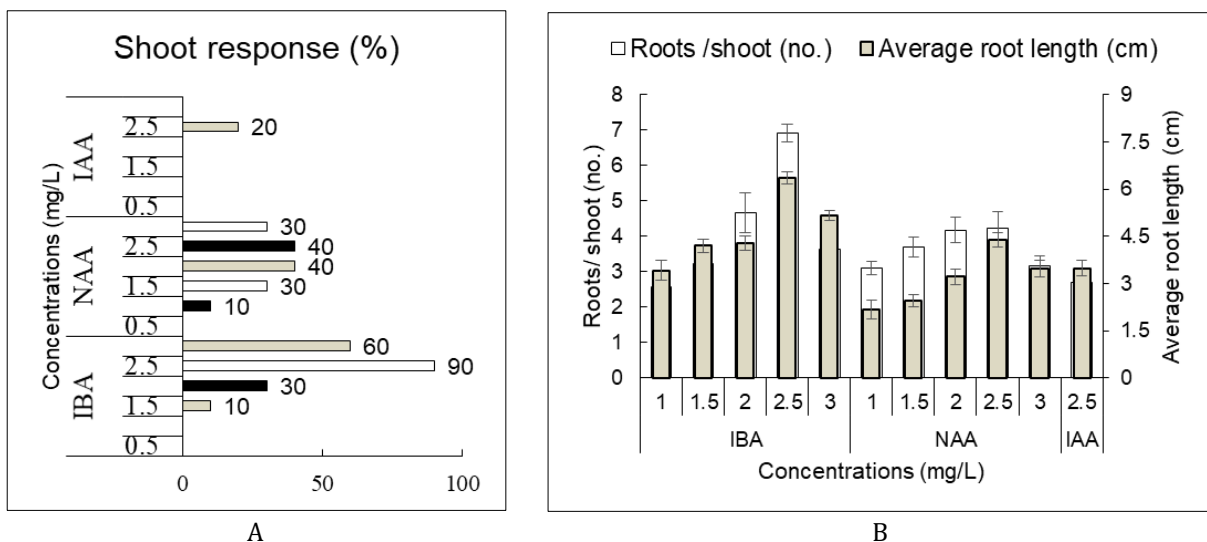 Shoot response (%)
Concentrations (mg/L)
IAA
2.5
1.5
0.5
NAA
2.5
1.5
0.5
IBA
2.5
1.5
0.5
20
30
40
40
30
10
60
90
30
10
0 50 100
A
Roots /shoot (no.) Average root length (cm)
Roots/ shoot (no.)
8
7
6
5
4
3
2
1
0
Average root length (cm)
9
7.5
6
4.5
3
1.5
0
1 1.5 2 2.5 3 1 1.5 2 2.5 3 2.5
IBA NAA IAA
Concentrations (mg/L)
B